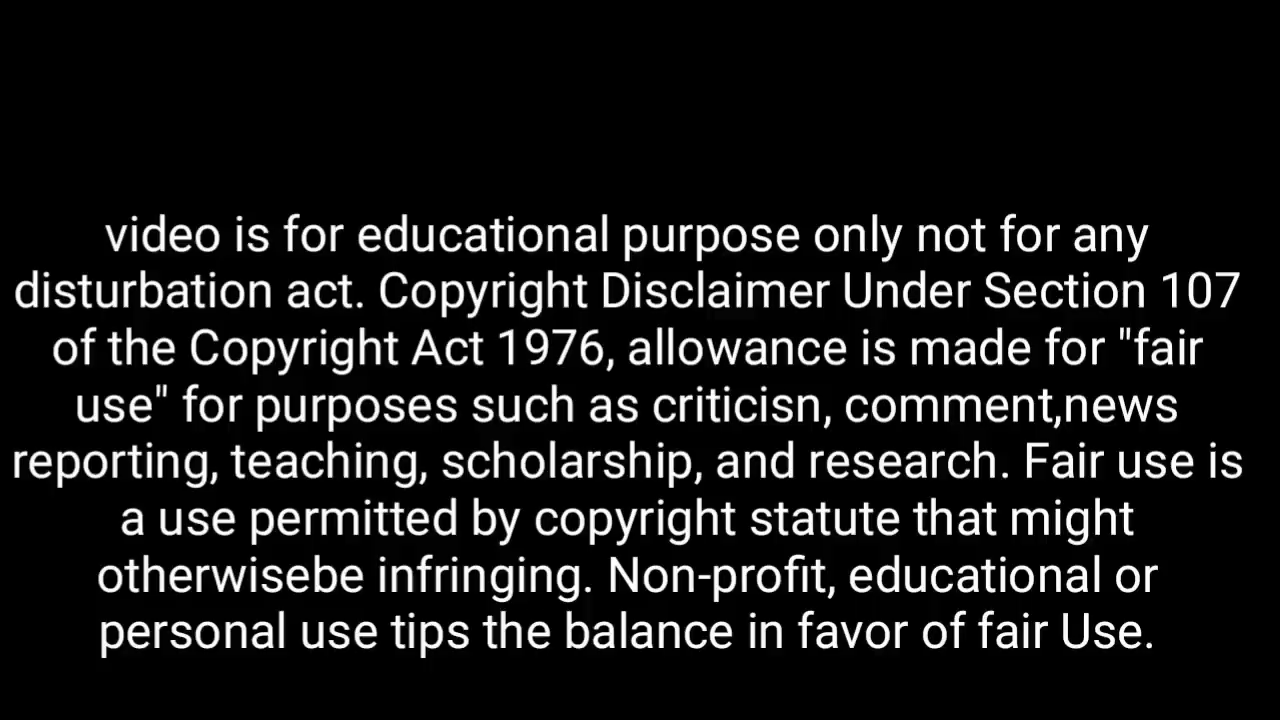 video is for educational purpose only not for any
disturbation act. Copyright Disclaimer Under Section 107
of the Copyright Act 1976, allowance is made for "fair
use" for purposes such as criticisn, comment,news
reporting, teaching, scholarship, and research. Fair use is
a use permitted by copyright statute that might
otherwisebe infringing. Non-profit, educational or
personal use tips the balance in favor of fair Use.